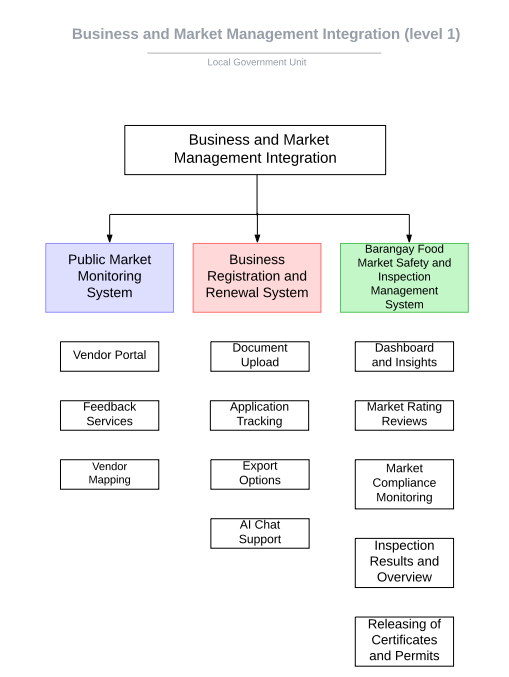 Business and Market Management Integration (level 1)
Local Government Unit
Business and Market
Management Integration
Public Market
Monitoring
System
Business
Registration and
Renewal System
Barangay Food
Market Safety and
Inspection
Management
System
Vendor Portal
Feedback
Services
Vendor
Mapping
Document
Upload
Application
Tracking
Export
Options
AI Chat
Support
Dashboard
and Insights
Market Rating
Reviews
Market
Compliance
Monitoring
Inspection
Results and
Overview
Releasing of
Certificates
and Permits